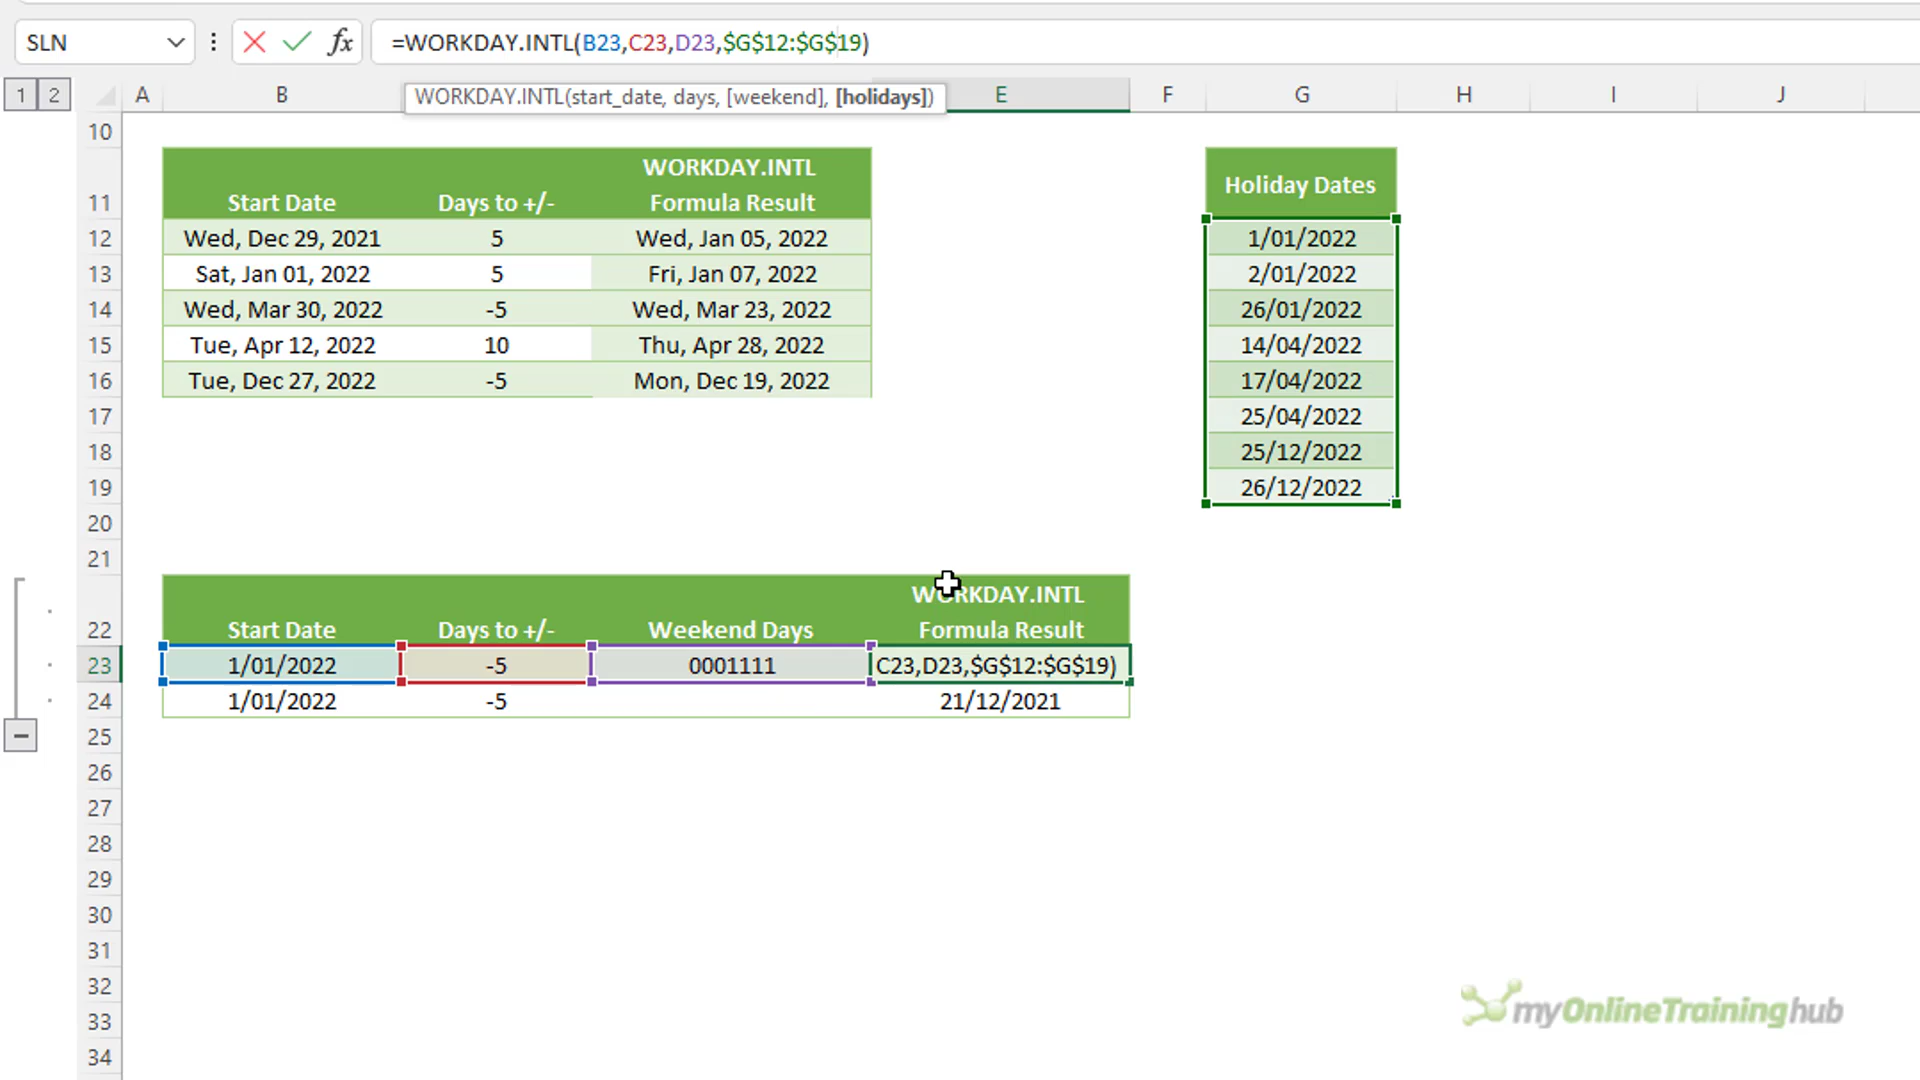 SLN
fx
=WORKDAY.INTL(B23,C23,D23,$G$12:$G$19)
WORKDAY.INTL(start_date, days, [weekend], [holidays])
1 2 A B E F G H I J
10
11 Start Date Days to +/- WORKDAY.INTL Formula Result Holiday Dates
12 Wed, Dec 29, 2021 5 Wed, Jan 05, 2022 1/01/2022
13 Sat, Jan 01, 2022 5 Fri, Jan 07, 2022 2/01/2022
14 Wed, Mar 30, 2022 -5 Wed, Mar 23, 2022 26/01/2022
15 Tue, Apr 12, 2022 10 Thu, Apr 28, 2022 14/04/2022
16 Tue, Dec 27, 2022 -5 Mon, Dec 19, 2022 17/04/2022
17 25/04/2022
18 25/12/2022
19 26/12/2022
20
21
22 Start Date Days to +/- Weekend Days WORKDAY.INTL Formula Result
23 1/01/2022 -5 0001111 C23,D23,$G$12:$G$19)
24 1/01/2022 -5 21/12/2021
25
26
27
28
29
30
31
32
33
34
myOnlineTraininghub